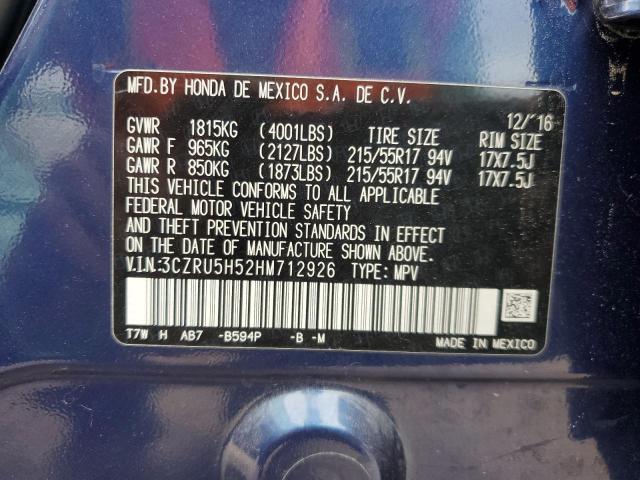 MFD.BY HONDA DE MEXICO S.A. DE C.V.
12/'16
GVWR 1815KG (4001LBS) TIRE SIZE RIM SIZE
GAWR F 965KG (2127LBS) 215/55R17 94V 17X7.5J
GAWR R 850KG (1873LBS) 215/55R17 94V 17X7.5J
THIS VEHICLE CONFORMS TO ALL APPLICABLE
FEDERAL MOTOR VEHICLE SAFETY
AND THEFT PREVENTION STANDARDS IN EFFECT
ON THE DATE OF MANUFACTURE SHOWN ABOVE.
V.I.N:3CZRU5H52HM712926 TYPE: MPV
T7W H AB7 -B594P -B -M
MADE IN MEXICO